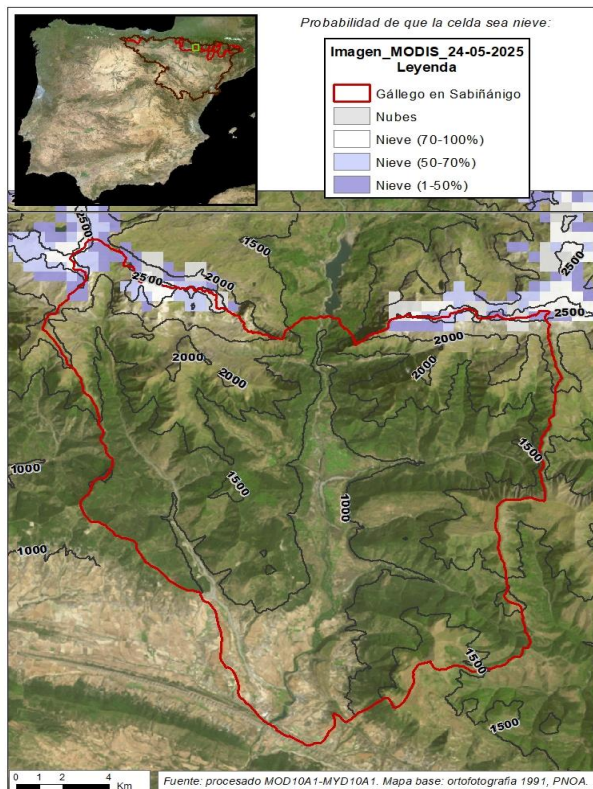 Probabilidad de que la celda sea nieve:
Imagen_MODIS_24-05-2025
Leyenda
Gállego en Sabiñánigo
Nubes
Nieve (70-100%)
Nieve (50-70%)
Nieve (1-50%)
2500
1500
2500
2000
2500
2500
2000
2000
2000
2000
1500
1000
1500
1000
1000
1500
1500
0 1 2 4
Km
Fuente: procesado MOD10A1-MYD10A1. Mapa base: ortofotografia 1991, PNOA.